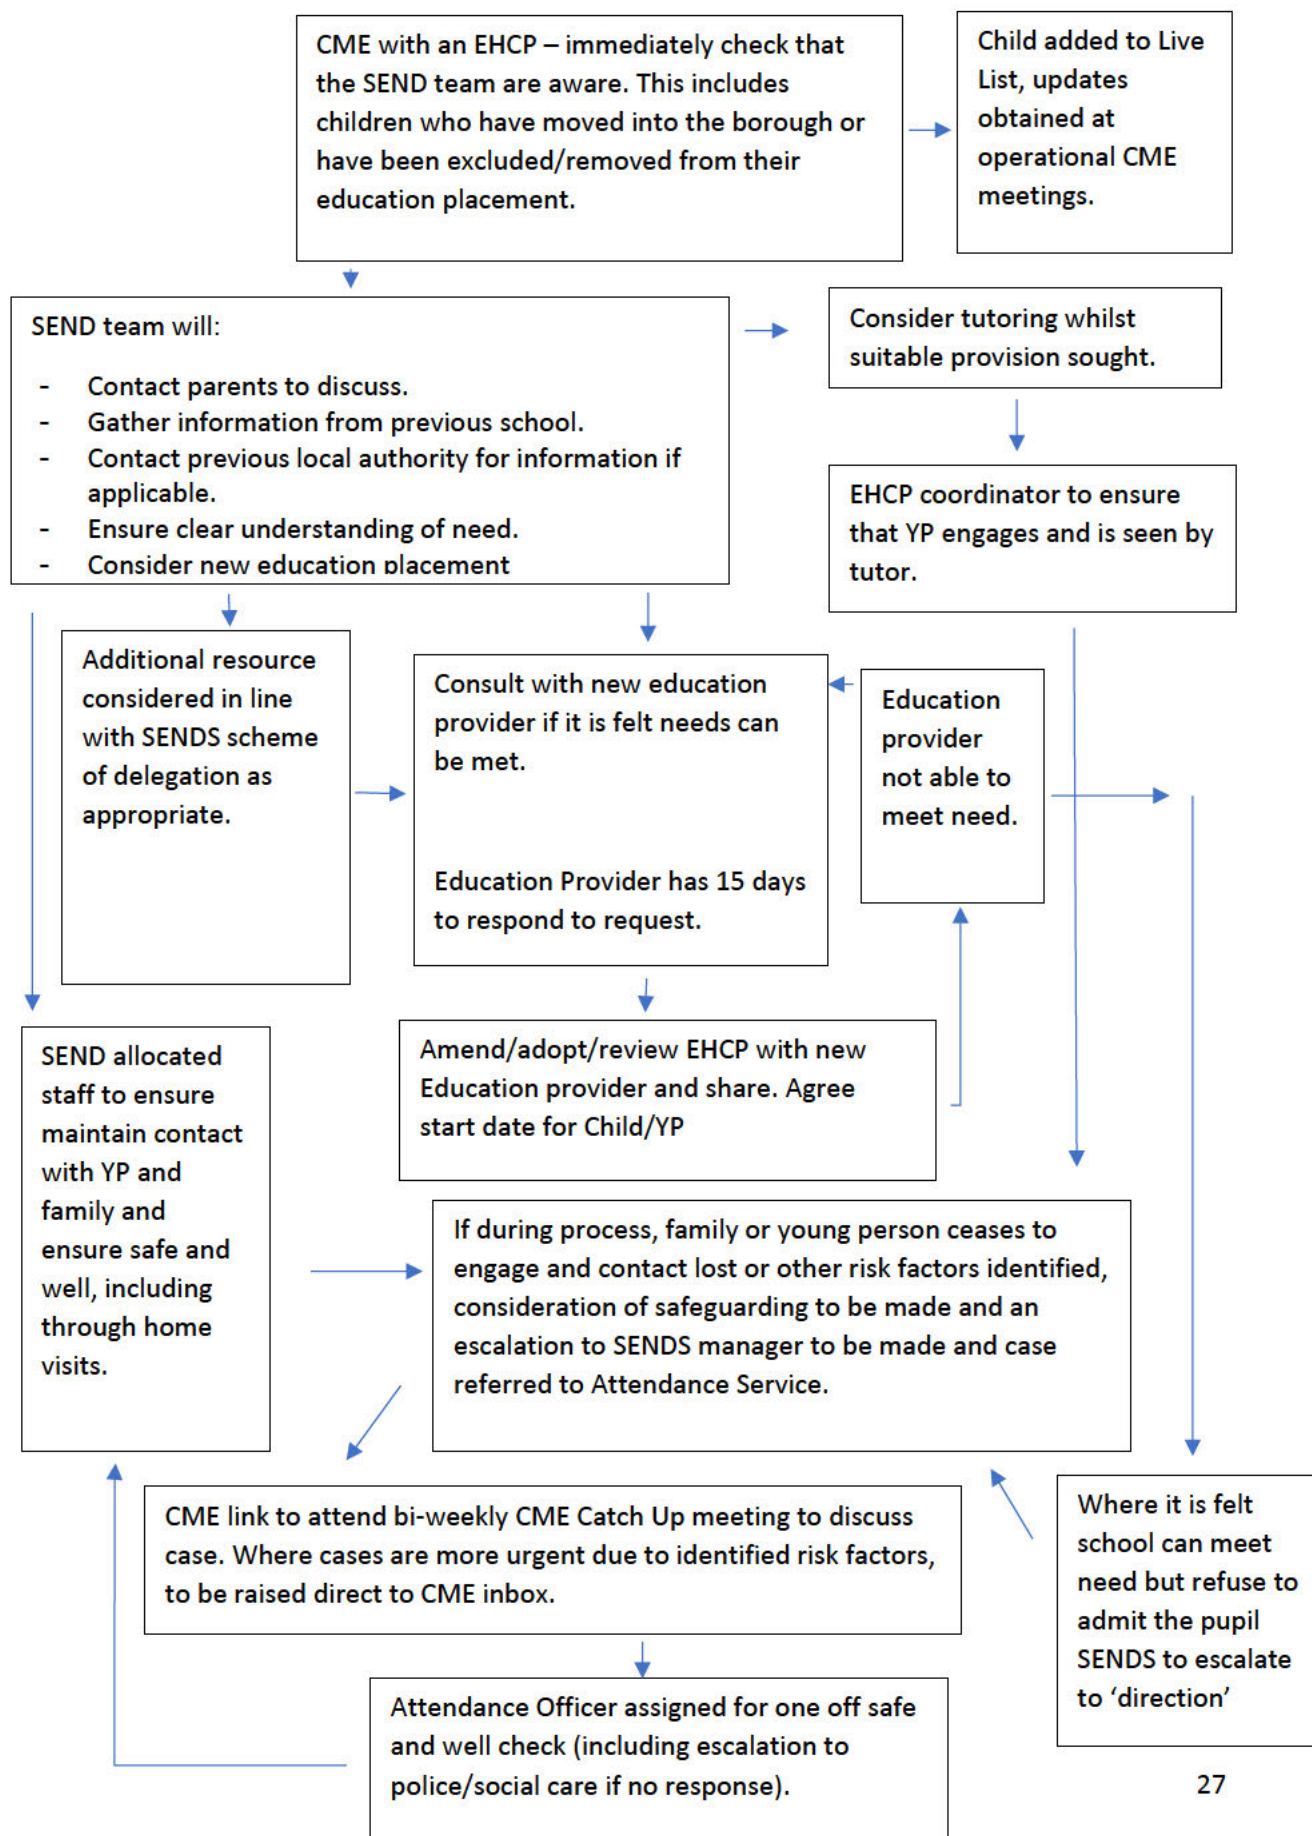 CME with an EHCP – immediately check that
the SEND team are aware. This includes
children who have moved into the borough or
have been excluded/removed from their
education placement.
Child added to Live
List, updates
obtained at
operational CME
meetings.
SEND team will:
- Contact parents to discuss.
- Gather information from previous school.
- Contact previous local authority for information if
applicable.
- Ensure clear understanding of need.
- Consider new education placement
Consider tutoring whilst
suitable provision sought.
EHCP coordinator to ensure
that YP engages and is seen by
tutor.
Additional resource
considered in line
with SENDS scheme
of delegation as
appropriate.
Consult with new education
provider if it is felt needs can
be met.
Education Provider has 15 days
to respond to request.
Education
provider
not able to
meet need.
SEND allocated
staff to ensure
maintain contact
with YP and
family and
ensure safe and
well, including
through home
visits.
Amend/adopt/review EHCP with new
Education provider and share. Agree
start date for Child/YP
If during process, family or young person ceases to
engage and contact lost or other risk factors identified,
consideration of safeguarding to be made and an
escalation to SENDS manager to be made and case
referred to Attendance Service.
CME link to attend bi-weekly CME Catch Up meeting to discuss
case. Where cases are more urgent due to identified risk factors,
to be raised direct to CME inbox.
Where it is felt
school can meet
need but refuse to
admit the pupil
SENDS to escalate
to ‘direction’
Attendance Officer assigned for one off safe
and well check (including escalation to
police/social care if no response).
27